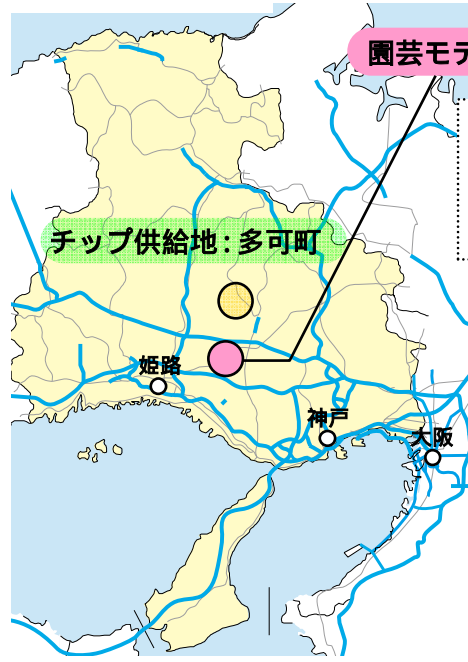 園芸モデ
チップ供給地：多可町
姫路
神戸
大阪